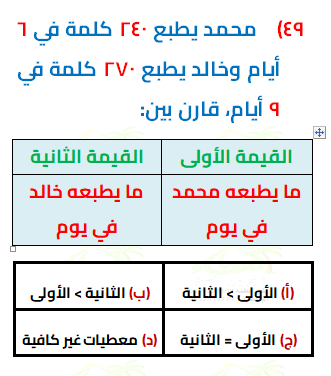 ٤٩) محمد يطبع ٢٤٠ كلمة في ٦
أيام وخالد يطبع ٢٧٠ كلمة في
٩ أيام، قارن بين:
القيمة الأولى القيمة الثانية
ما يطبعه محمد ما يطبعه خالد
في يوم في يوم
(أ) الأولى > الثانية (ب) الثانية > الأولى
(ج) الأولى = الثانية (د) معطيات غير كافية